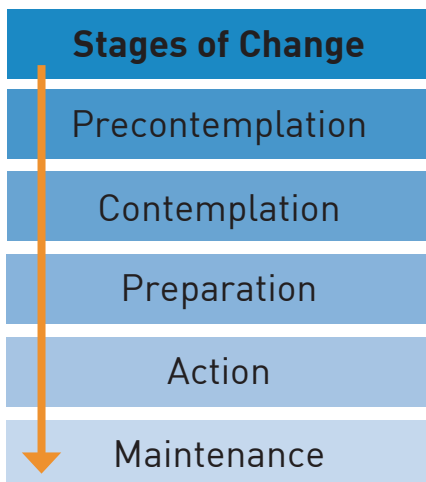 Stages of Change
Precontemplation
Contemplation
Preparation
Action
Maintenance